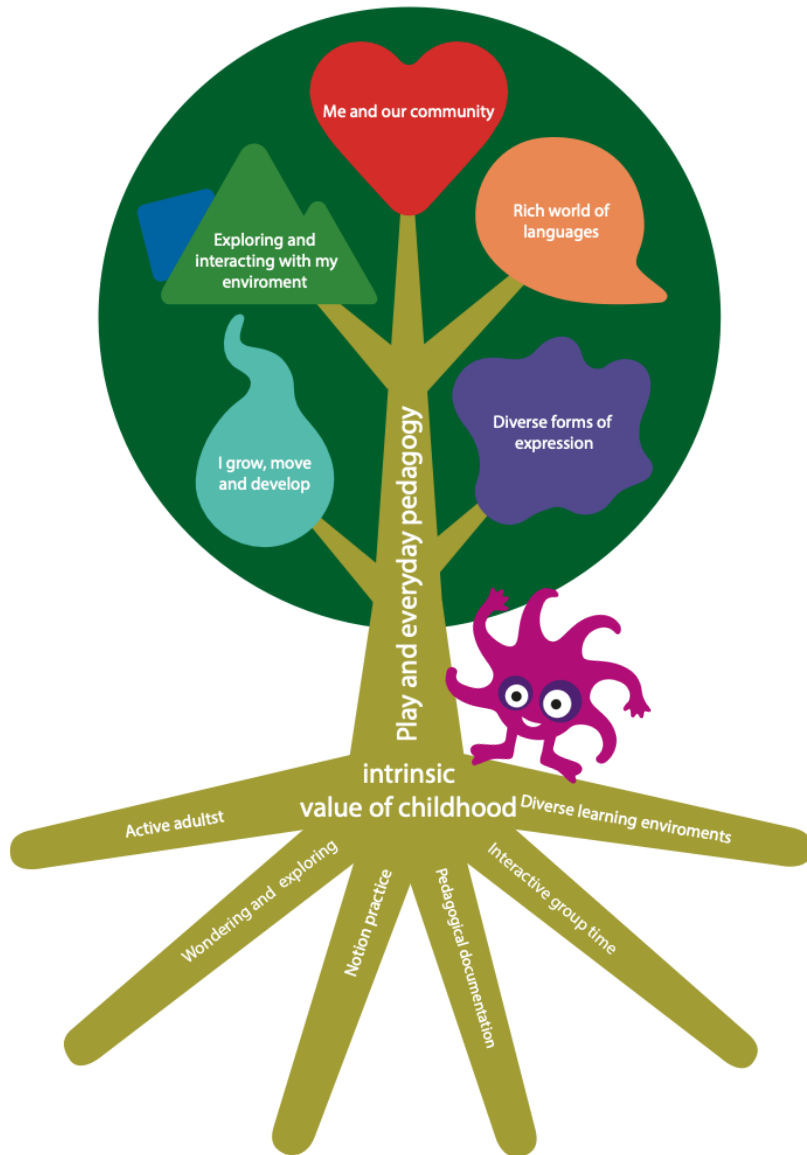 Me and our community
Rich world of
languages
Exploring and
interacting with my
enviroment
Diverse forms of
expression
I grow, move
and develop
Play and everyday pedagogy
intrinsic
value of childhood
Active adultst
Wondering and exploring
Notion practice
Pedagogical documentation
Interactive group time
Diverse learning enviroments